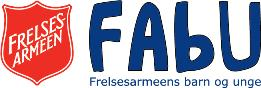 FRELSES
ARMEEN
FAbU
Frelsesarmeens barn og unge